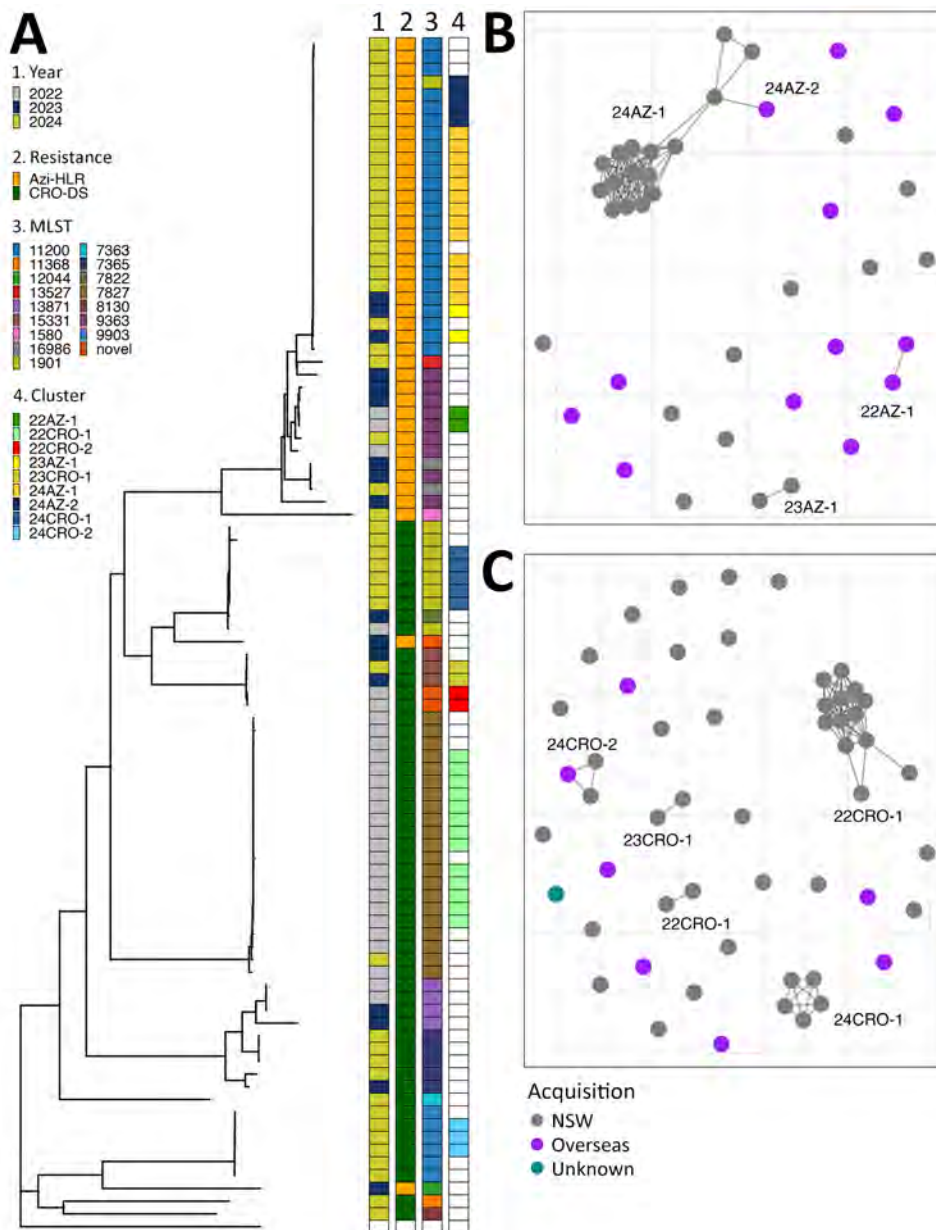 A
1 2 3 4
1. Year
2022
2023
2024
2. Resistance
Azi-HLR
CRO-DS
3. MLST
11200 7363
11368 7365
12044 7822
13527 7827
13871 8130
15331 9363
1580 9903
16986 novel
1901
4. Cluster
22AZ-1
22CRO-1
22CRO-2
23AZ-1
23CRO-1
24AZ-1
24AZ-2
24CRO-1
24CRO-2
B
24AZ-2
24AZ-1
22AZ-1
23AZ-1
C
24CRO-2
22CRO-1
23CRO-1
22CRO-1
24CRO-1
Acquisition
NSW
Overseas
Unknown